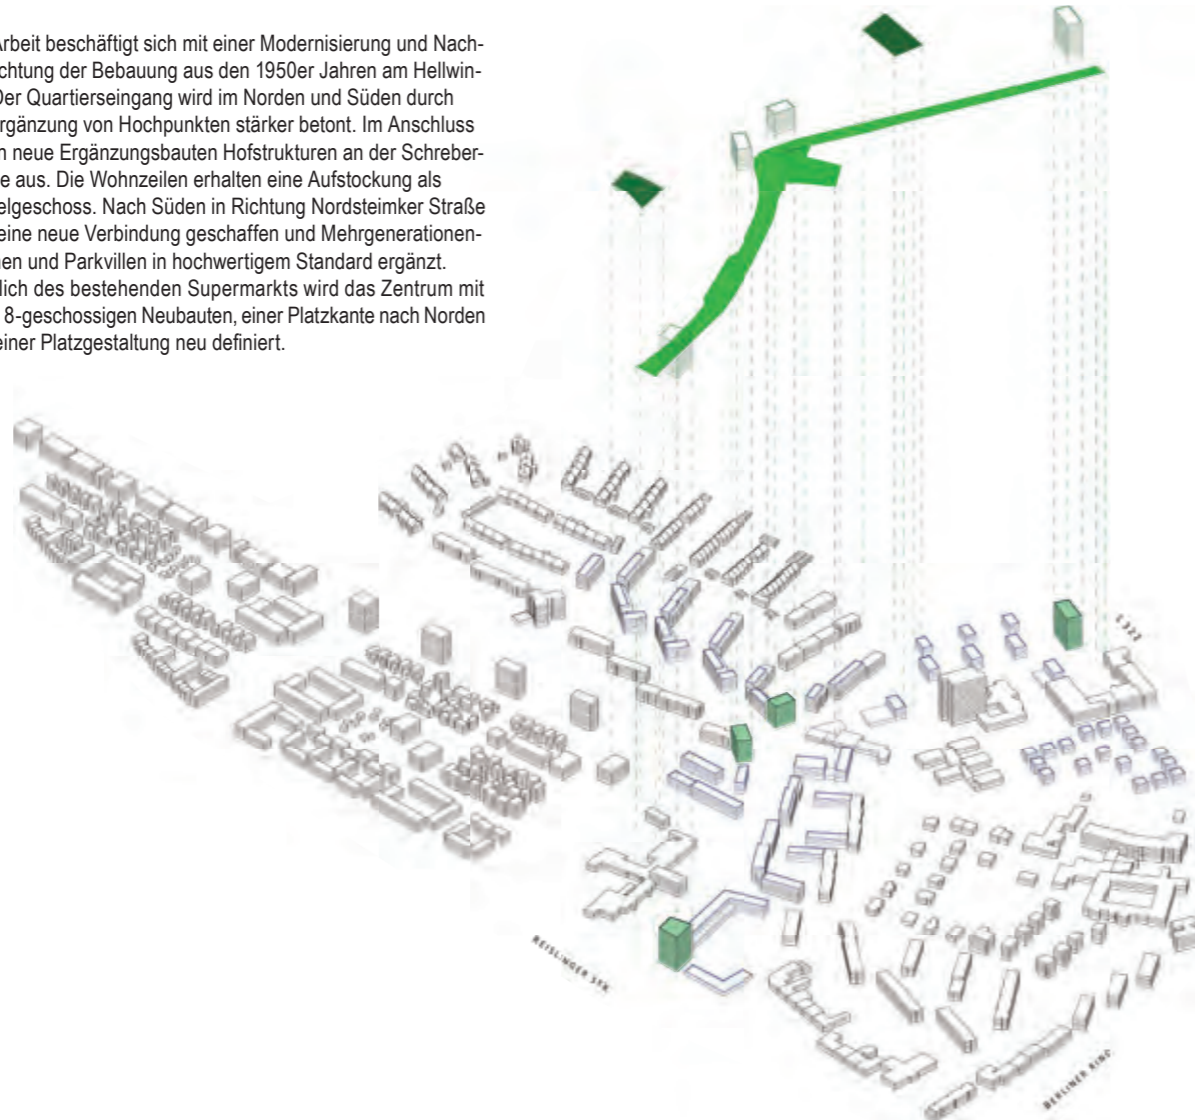 Arbeit beschäftigt sich mit einer Modernisierung und Nach-
chtung der Bebauung aus den 1950er Jahren am Hellwin-
Der Quartierseingang wird im Norden und Süden durch
rgänzung von Hochpunkten stärker betont. Im Anschluss
n neue Ergänzungsbauten Hofstrukturen an der Schreber-
e aus. Die Wohnzeilen erhalten eine Aufstockung als
elgeschoss. Nach Süden in Richtung Nordsteimker Straße
eine neue Verbindung geschaffen und Mehrgenerationen-
nen und Parkvillen in hochwertigem Standard ergänzt.
lich des bestehenden Supermarkts wird das Zentrum mit
8-geschossigen Neubauten, einer Platzkante nach Norden
einer Platzgestaltung neu definiert.
L322
REISLINGER STR.
BERLINER RING